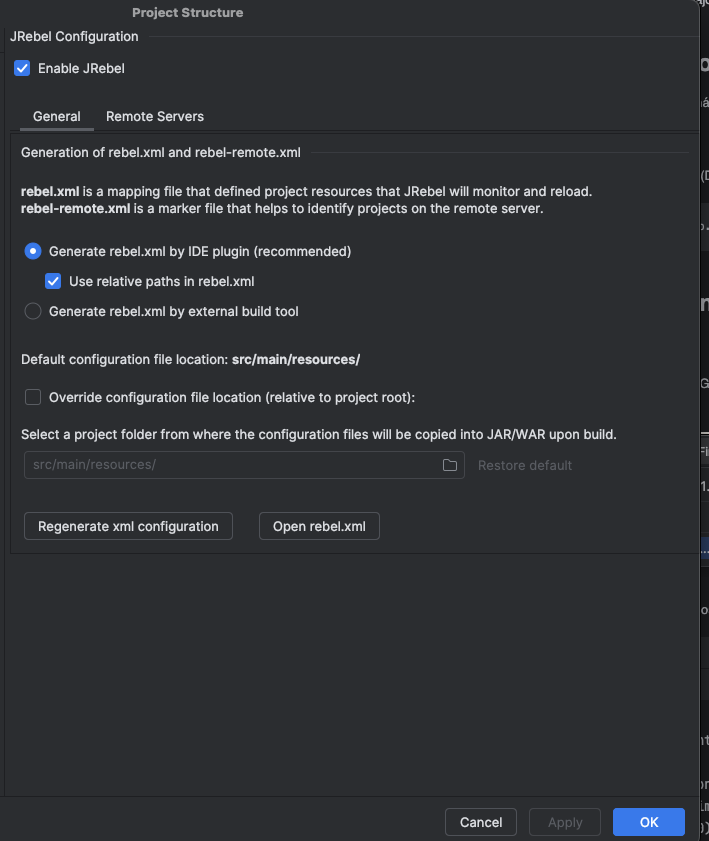 Project Structure
JRebel Configuration
Enable JRebel
General
Remote Servers
Generation of rebel.xml and rebel-remote.xml
rebel.xml is a mapping file that defined project resources that JRebel will monitor and reload.
rebel-remote.xml is a marker file that helps to identify projects on the remote server.
Generate rebel.xml by IDE plugin (recommended)
Use relative paths in rebel.xml
Generate rebel.xml by external build tool
Default configuration file location: src/main/resources/
Override configuration file location (relative to project root):
Select a project folder from where the configuration files will be copied into JAR/WAR upon build.
src/main/resources/
Restore default
Regenerate xml configuration
Open rebel.xml
Cancel
Apply
OK